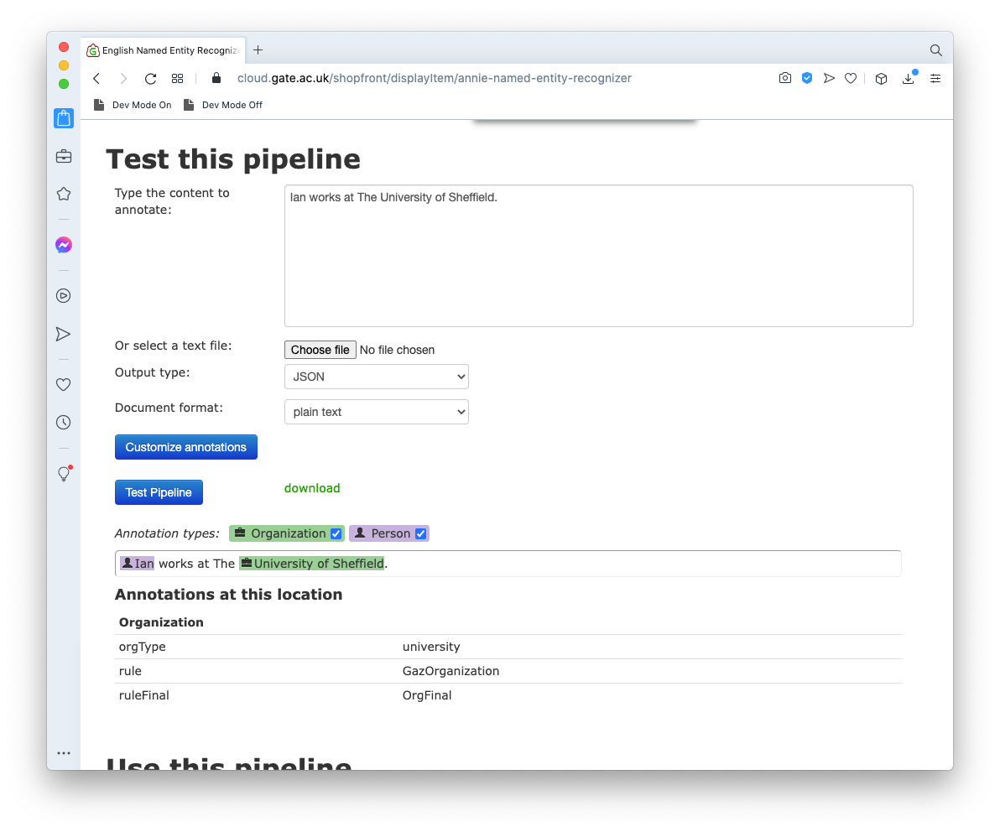 English Named Entity Recogniz
cloud.gate.ac.uk/shopfront/displayItem/annie-named-entity-recognizer
Dev Mode On Dev Mode Off
Test this pipeline
Type the content to
annotate:
Ian works at The University of Sheffield.
Or select a text file:
Choose file No file chosen
Output type:
JSON
Document format:
plain text
Customize annotations
Test Pipeline download
Annotation types: Organization Person
Ian works at The University of Sheffield.
Annotations at this location
Organization
orgType university
rule GazOrganization
ruleFinal OrgFinal
Use this pipeline